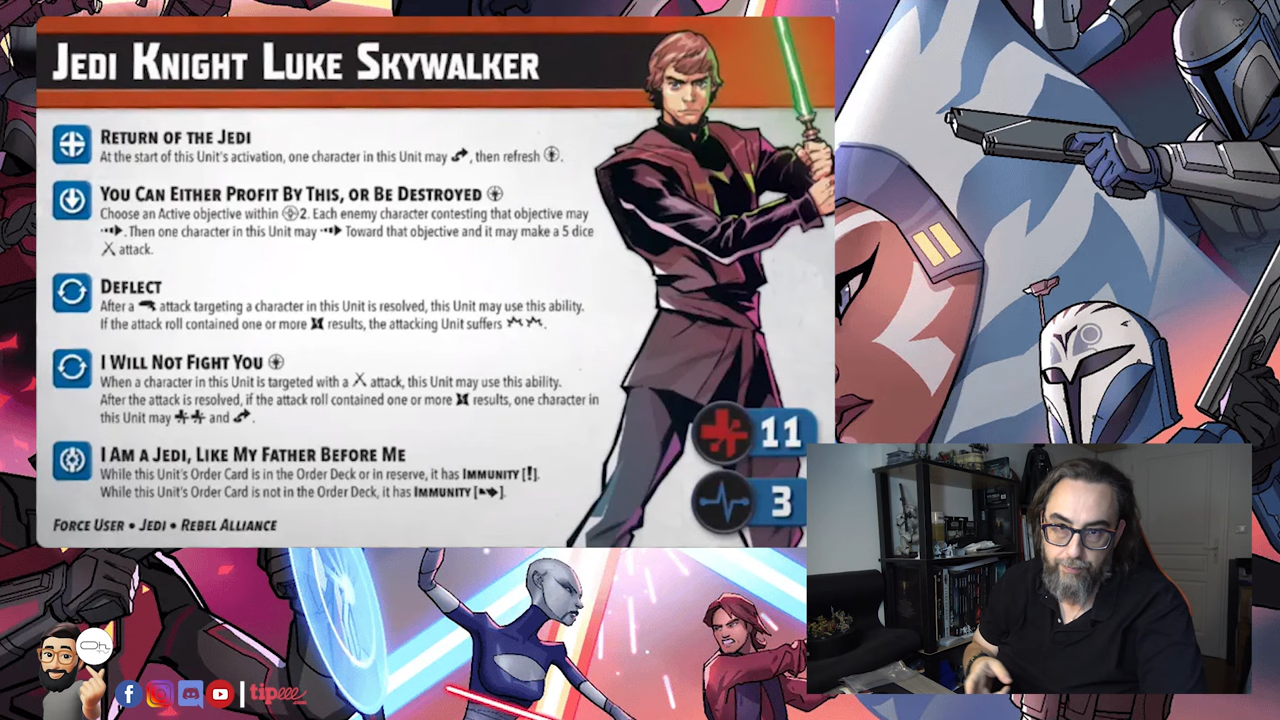 JEDI KNIGHT LUKE SKYWALKER
RETURN OF THE JEDI
At the start of this Unit's activation, one character in this Unit may , then refresh .
YOU CAN EITHER PROFIT BY THIS, OR BE DESTROYED
Choose an Active objective within 2. Each enemy character contesting that objective may
. Then one character in this Unit may Toward that objective and it may make a 5 dice
attack.
DEFLECT
After a attack targeting a character in this Unit is resolved, this Unit may use this ability.
If the attack roll contained one or more results, the attacking Unit suffers .
I WILL NOT FIGHT YOU
When a character in this Unit is targeted with a attack, this Unit may use this ability.
After the attack is resolved, if the attack roll contained one or more results, one character in
this Unit may and .
I AM A JEDI, LIKE MY FATHER BEFORE ME
While this Unit's Order Card is in the Order Deck or in reserve, it has IMMUNITY [!].
While this Unit's Order Card is not in the Order Deck, it has IMMUNITY [].
FORCE USER • JEDI • REBEL ALLIANCE
11
3
tipeee